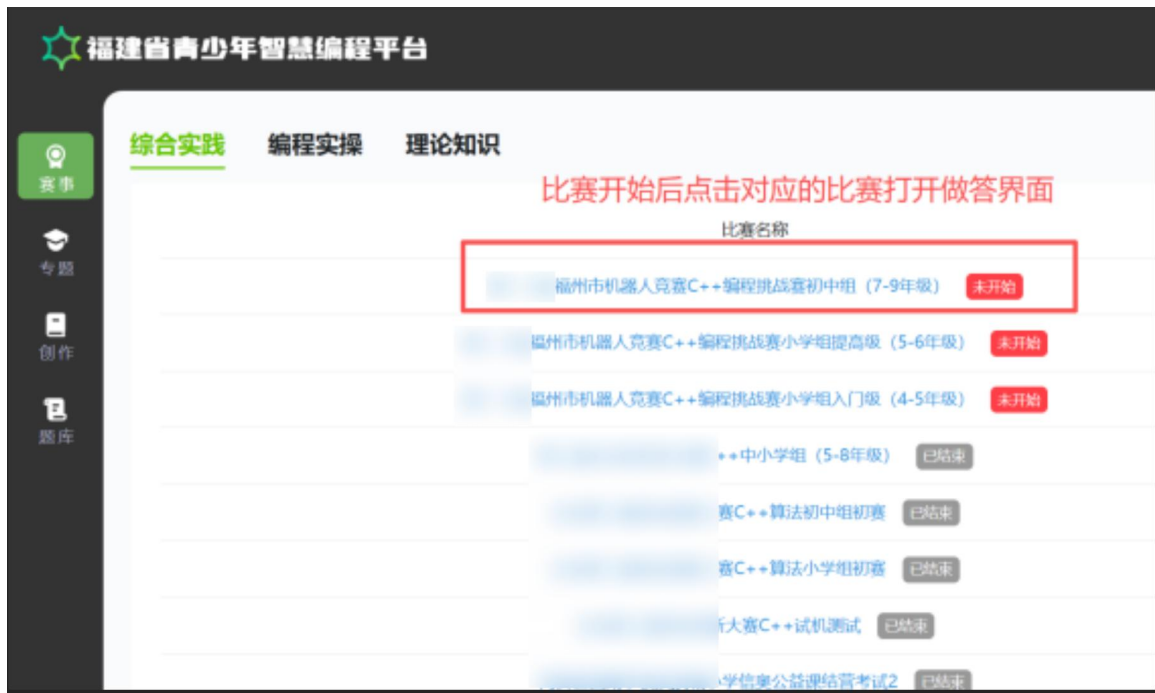 福建省青少年智慧编程平台
综合实践 编程实操 理论知识
赛事
比赛开始后点击对应的比赛打开做答界面
比赛名称
专题
福州市机器人竞赛C++编程挑战赛初中组（7-9年级） 未开始
创作
福州市机器人竞赛C++编程挑战赛小学组提高级（5-6年级） 未开始
福州市机器人竞赛C++编程挑战赛小学组入门级（4-5年级） 未开始
题库
++中小学组（5-8年级） 已结束
赛C++算法初中组初赛 已结束
赛C++算法小学组初赛 已结束
新大赛C++试机测试 已结束
小学信奥公益课结营考试2 已结束